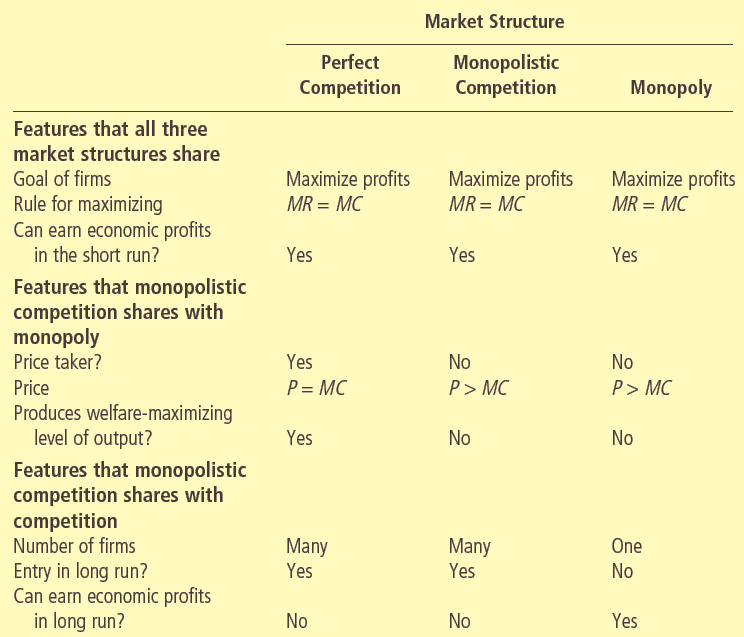 Market Structure
Perfect Competition Monopolistic Competition Monopoly
Features that all three
market structures share
Goal of firms Maximize profits Maximize profits Maximize profits
Rule for maximizing MR = MC MR = MC MR = MC
Can earn economic profits
in the short run? Yes Yes Yes
Features that monopolistic
competition shares with
monopoly
Price taker? Yes No No
Price P = MC P > MC P > MC
Produces welfare-maximizing
level of output? Yes No No
Features that monopolistic
competition shares with
competition
Number of firms Many Many One
Entry in long run? Yes Yes No
Can earn economic profits
in long run? No No Yes